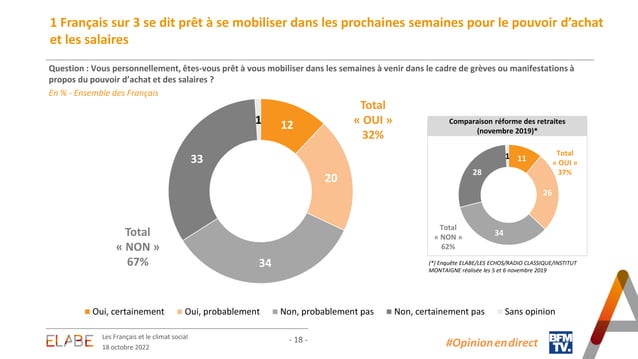 1 Français sur 3 se dit prêt à se mobiliser dans les prochaines semaines pour le pouvoir d’achat
et les salaires
Question : Vous personnellement, êtes-vous prêt à vous mobiliser dans les semaines à venir dans le cadre de grèves ou manifestations à
propos du pouvoir d’achat et des salaires ?
En % - Ensemble des Français
Total
« OUI »
32%
1
12
33
20
34
Total
« NON »
67%
Comparaison réforme des retraites
(novembre 2019)*
1
11
Total
« OUI »
37%
28
26
34
Total
« NON »
62%
(*) Enquête ELABE/LES ECHOS/RADIO CLASSIQUE/INSTITUT
MONTAIGNE réalisée les 5 et 6 novembre 2019
Oui, certainement
Oui, probablement
Non, probablement pas
Non, certainement pas
Sans opinion
ELABE
Les Français et le climat social
18 octobre 2022
- 18 -
#Opinion en direct
BFM
TV.